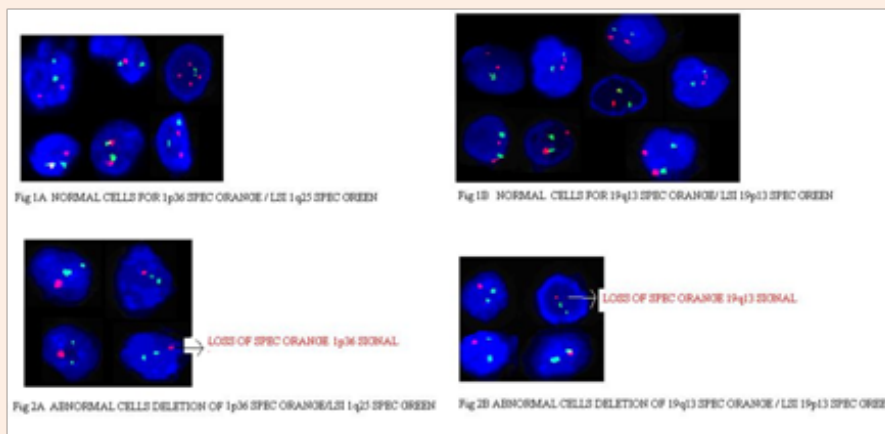 Fig 1A NORMAL CELLS FOR 1p36 SPEC ORANGE / LSI 1q25 SPEC GREEN
Fig 1B NORMAL CELLS FOR 19q13 SPEC ORANGE/ LSI 19p13 SPEC GREEN
LOSS OF SPEC ORANGE 1p36 SIGNAL
LOSS OF SPEC ORANGE 19q13 SIGNAL
Fig 2A ABNORMAL CELLS DELETION OF 1p36 SPEC ORANGE/LSI 1q25 SPEC GREEN
Fig 2B ABNORMAL CELLS DELETION OF 19q13 SPEC ORANGE / LSI 19p13 SPEC GREE